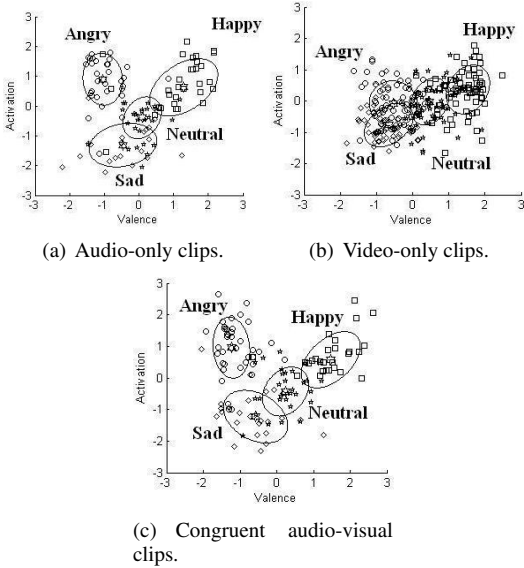 3
2
1
0
-1
-2
-3
-3 -2 -1 0 1 2 3
Activation
Valence
Angry
Happy
Neutral
Sad
(a) Audio-only clips.
3
2
1
0
-1
-2
-3
-3 -2 -1 0 1 2 3
Activation
Valence
Angry
Happy
Sad
Neutral
(b) Video-only clips.
3
2
1
0
-1
-2
-3
-3 -2 -1 0 1 2 3
Activation
Valence
Angry
Happy
Neutral
Sad
(c) Congruent audio-visual
clips.